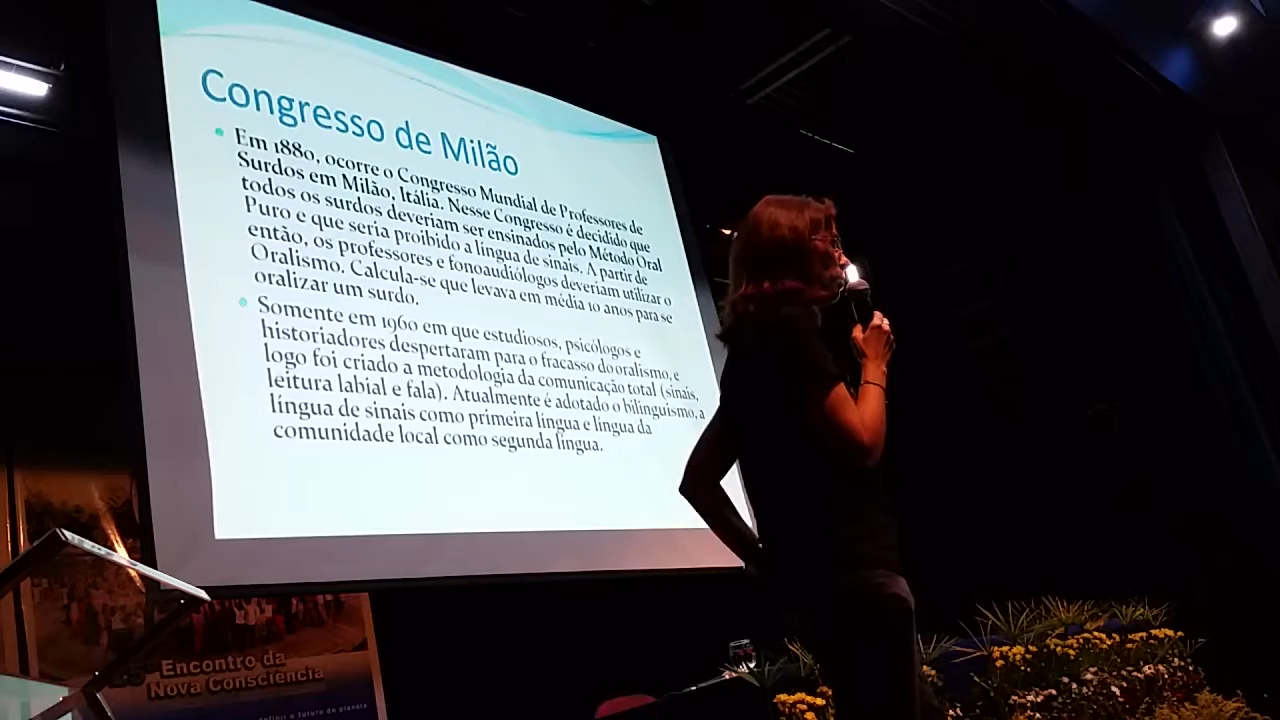 Congresso de Milão
Em 1880, ocorre o Congresso Mundial de Professores de
Surdos em Milão, Itália. Nesse Congresso é decidido que
todos os surdos deveriam ser ensinados pelo Método Oral
Puro e que seria proibido a língua de sinais. A partir de
então, os professores e fonoaudiólogos deveriam utilizar o
Oralismo. Calcula-se que levava em média 10 anos para se
oralizar um surdo.
Somente em 1960 em que estudiosos, psicólogos e
historiadores despertaram para o fracasso do oralismo, e
logo foi criado a metodologia da comunicação total (sinais,
leitura labial e fala). Atualmente é adotado o bilinguismo, a
língua de sinais como primeira língua e língua da
comunidade local como segunda língua.
Encontro da
Nova Consciência
o futuro do planeta